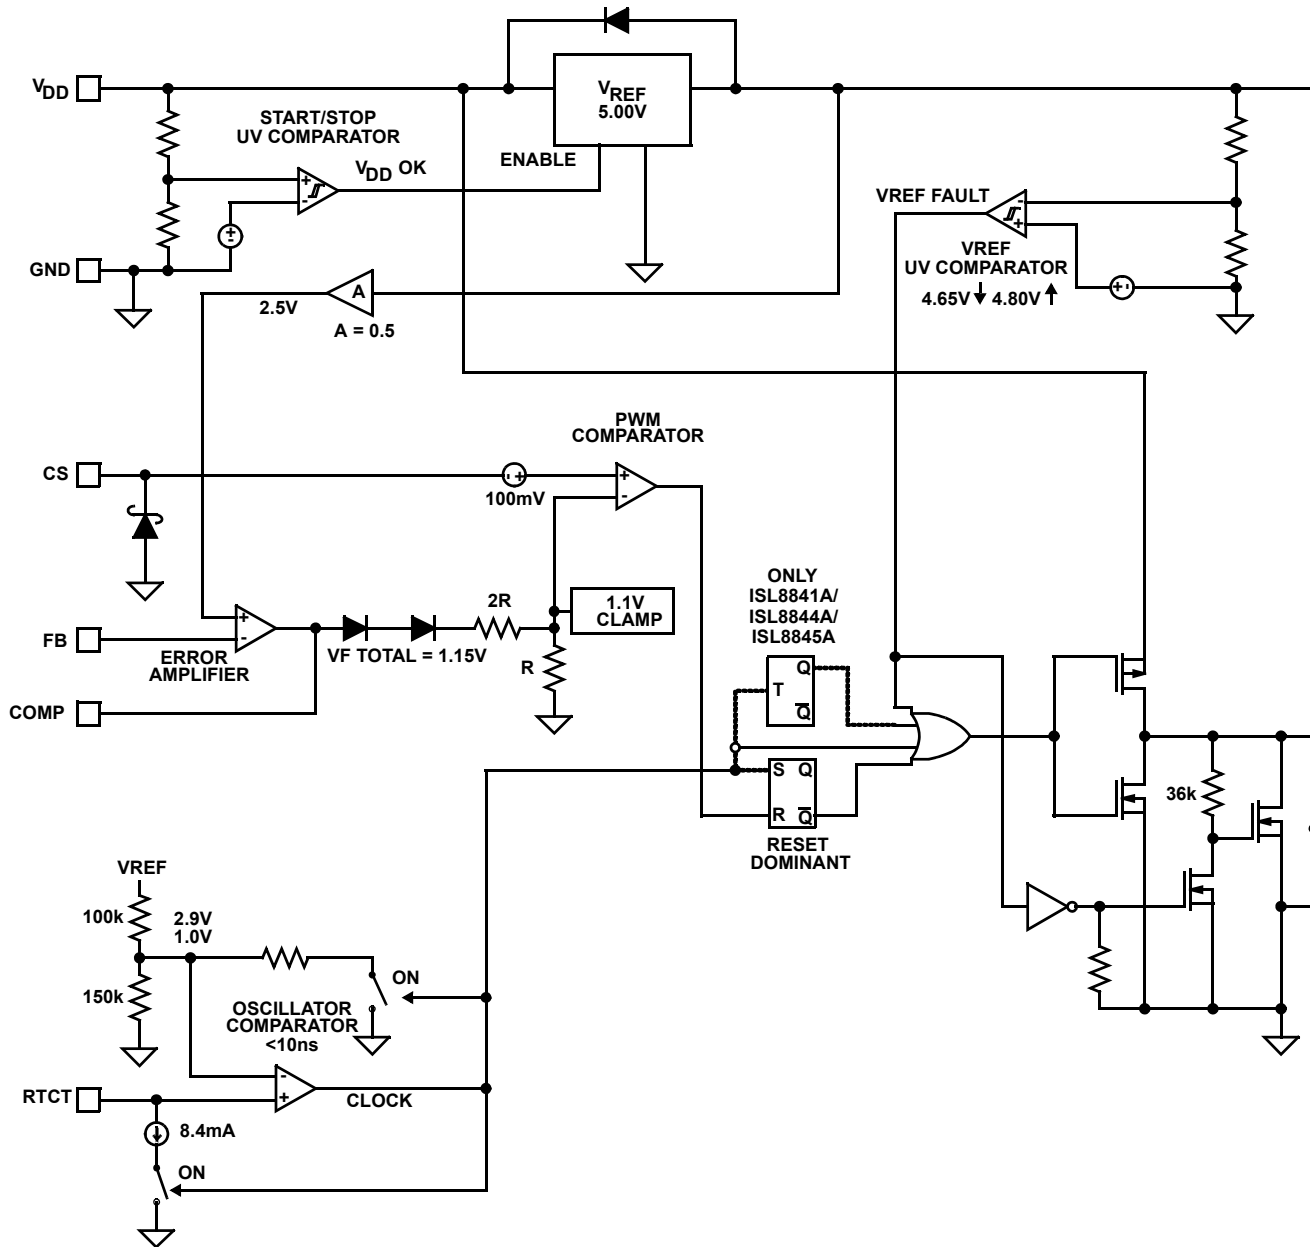 VDD
START/STOP
UV COMPARATOR
VDD OK
ENABLE
VREF
5.00V
VREF FAULT
- +
VREF
UV COMPARATOR
4.65V ↓ 4.80V ↑
+ -
+ -
GND
2.5V
A
A = 0.5
PWM
COMPARATOR
CS
- +
100mV
+
-
ONLY
ISL8841A/
ISL8844A/
ISL8845A
2R
1.1V
CLAMP
+
-
FB
ERROR
AMPLIFIER
VF TOTAL = 1.15V
R
COMP
T
Q
Q̅
S Q
R Q̅
36k
RESET
DOMINANT
VREF
100k
2.9V
1.0V
150k
ON
OSCILLATOR
COMPARATOR
<10ns
-
+
RTCT
CLOCK
8.4mA
ON